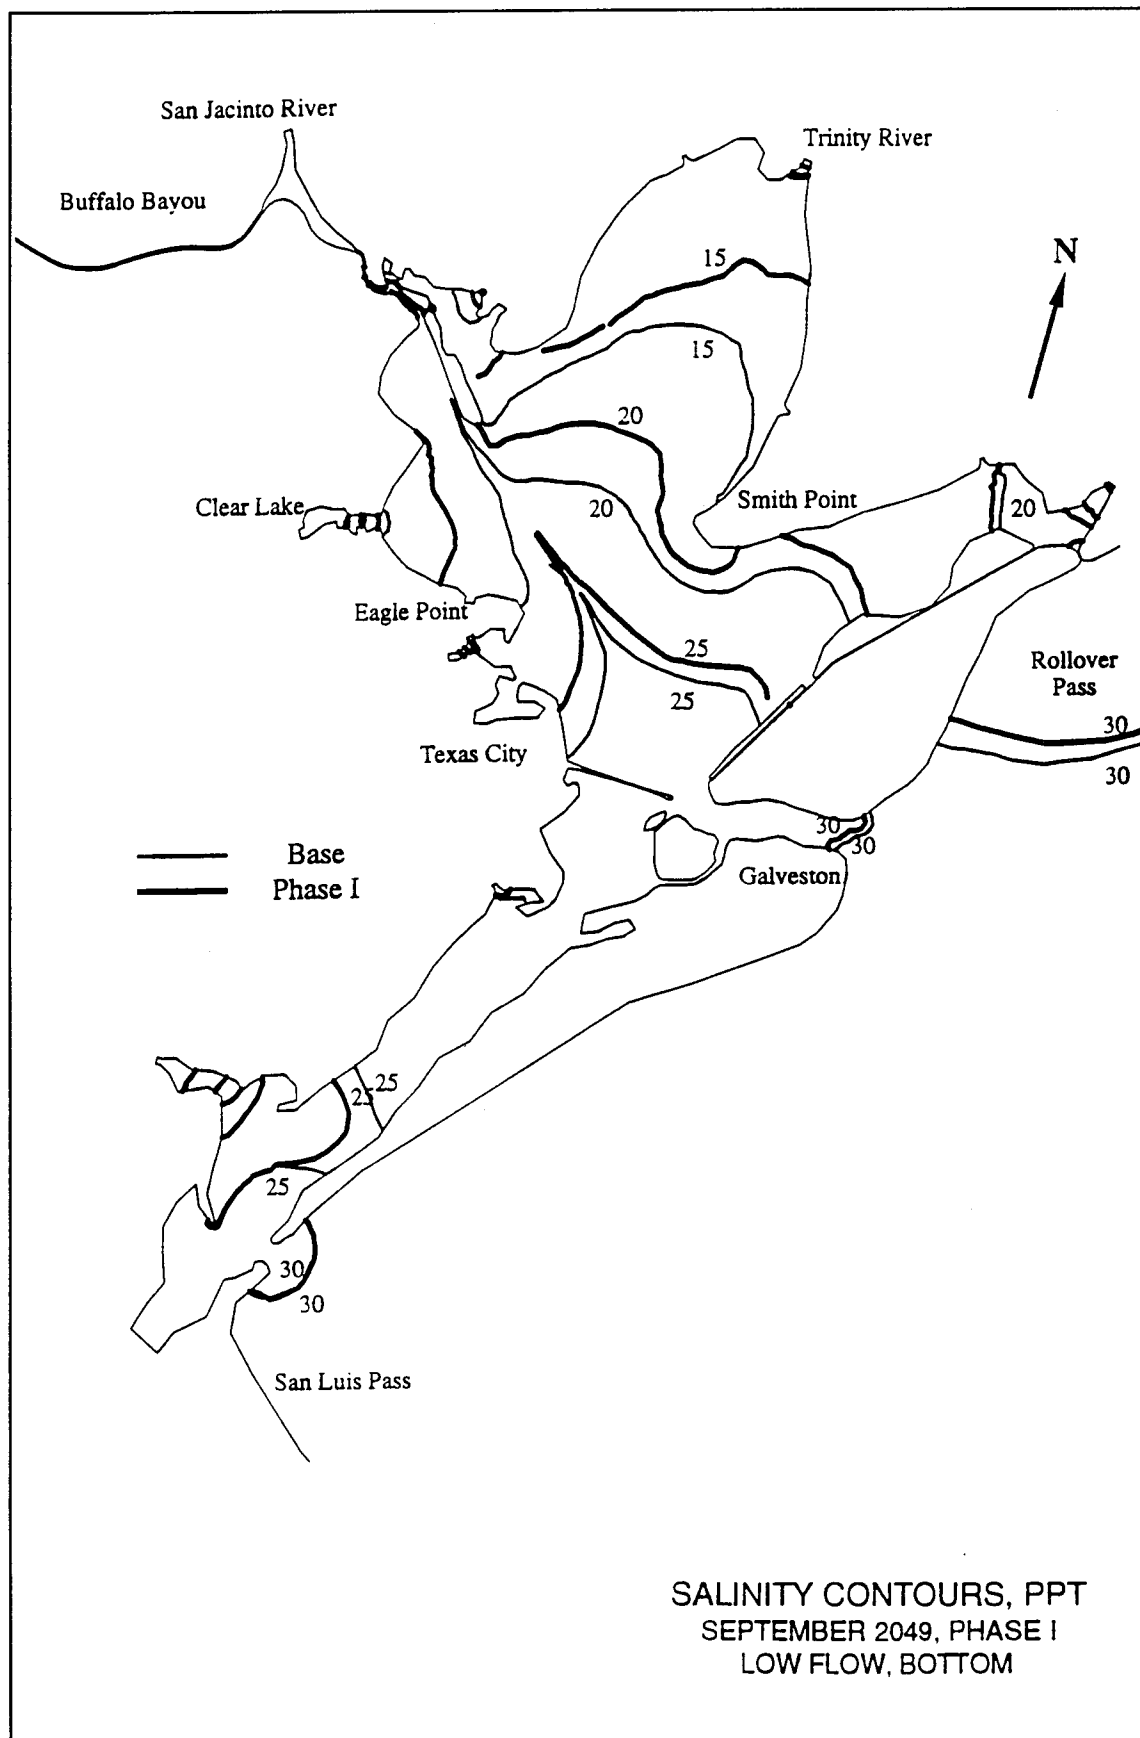 San Jacinto River
Trinity River
Buffalo Bayou
N
15
15
20
Clear Lake
20
Smith Point
20
Eagle Point
25
25
Rollover
Pass
30
30
Texas City
30
30
Base
Phase I
Galveston
25
25
25
30
30
San Luis Pass
SALINITY CONTOURS, PPT
SEPTEMBER 2049, PHASE I
LOW FLOW, BOTTOM